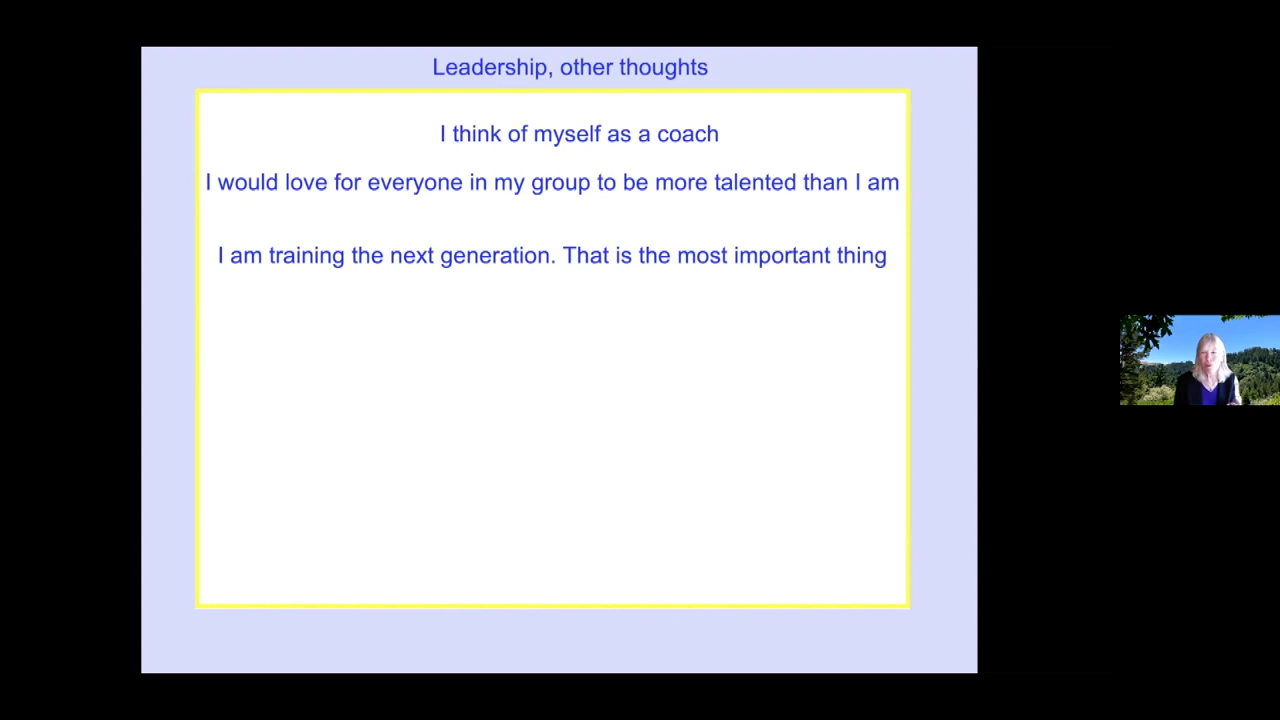 Leadership, other thoughts
I think of myself as a coach
I would love for everyone in my group to be more talented than I am
I am training the next generation. That is the most important thing